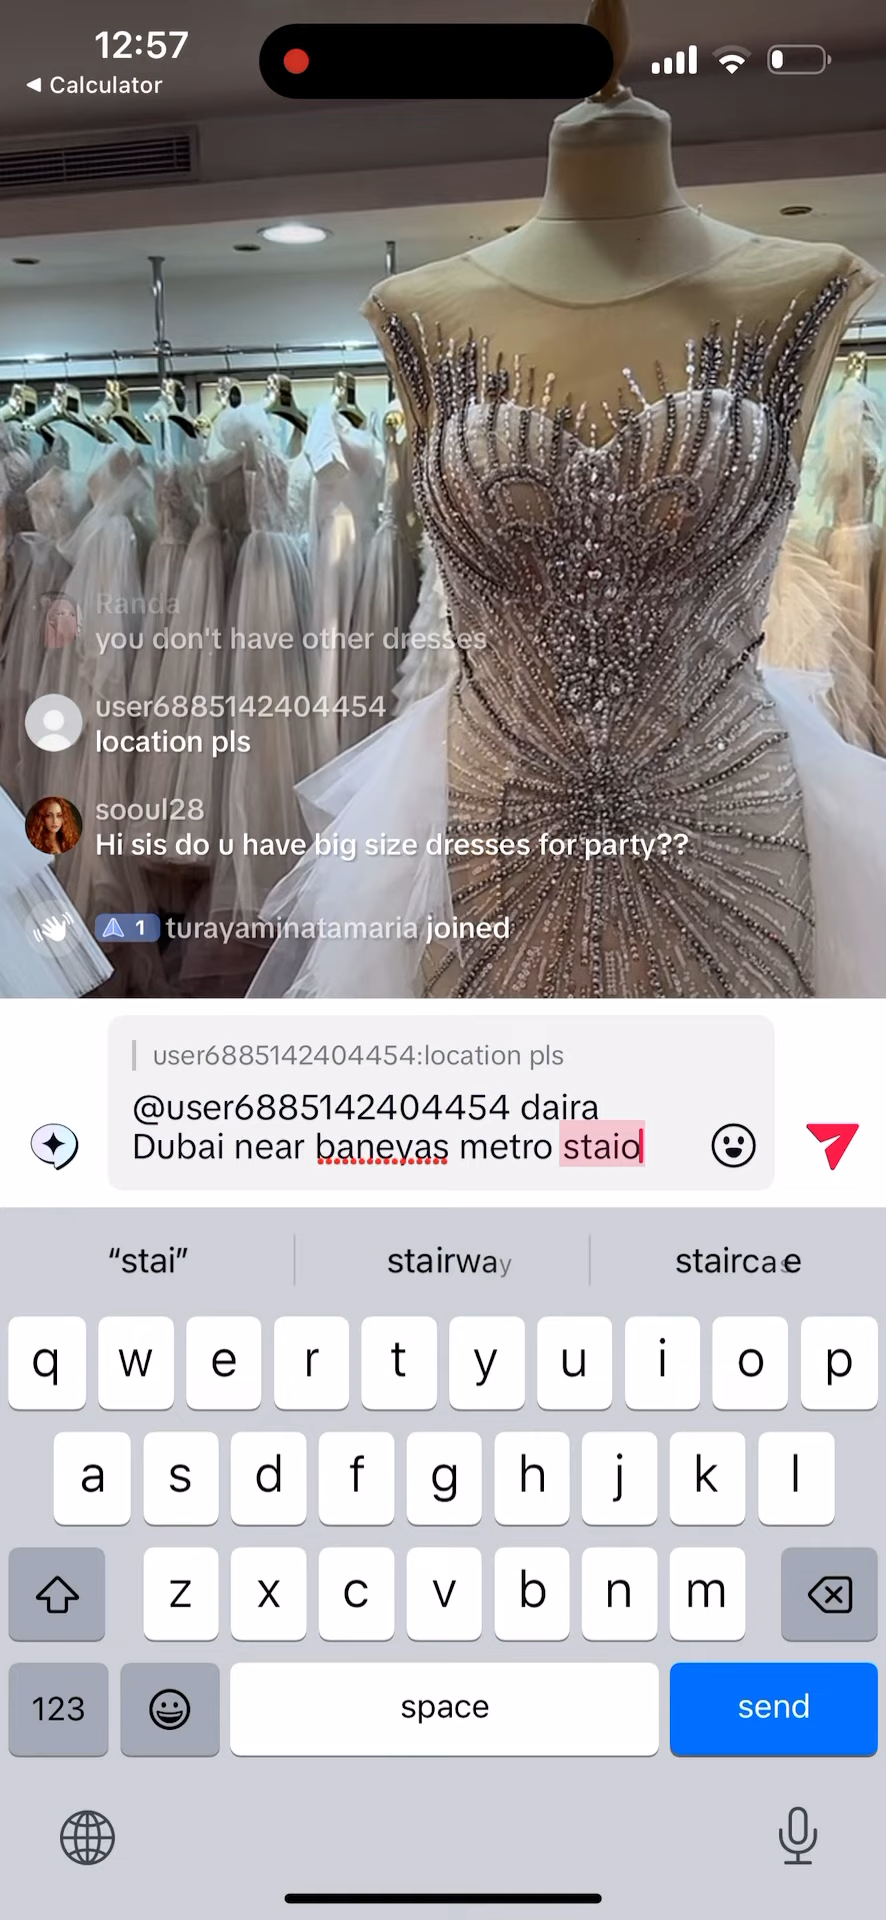 12:57
◀ Calculator
Randa
you don't have other dresses
user6885142404454
location pls
sooul28
Hi sis do u have big size dresses for party??
1 turayaminatamaria joined
user6885142404454:location pls
@user6885142404454 daira
Dubai near baneyas metro staio
“stai” stairway staircase
q w e r t y u i o p
a s d f g h j k l
z x c v b n m
123 space send